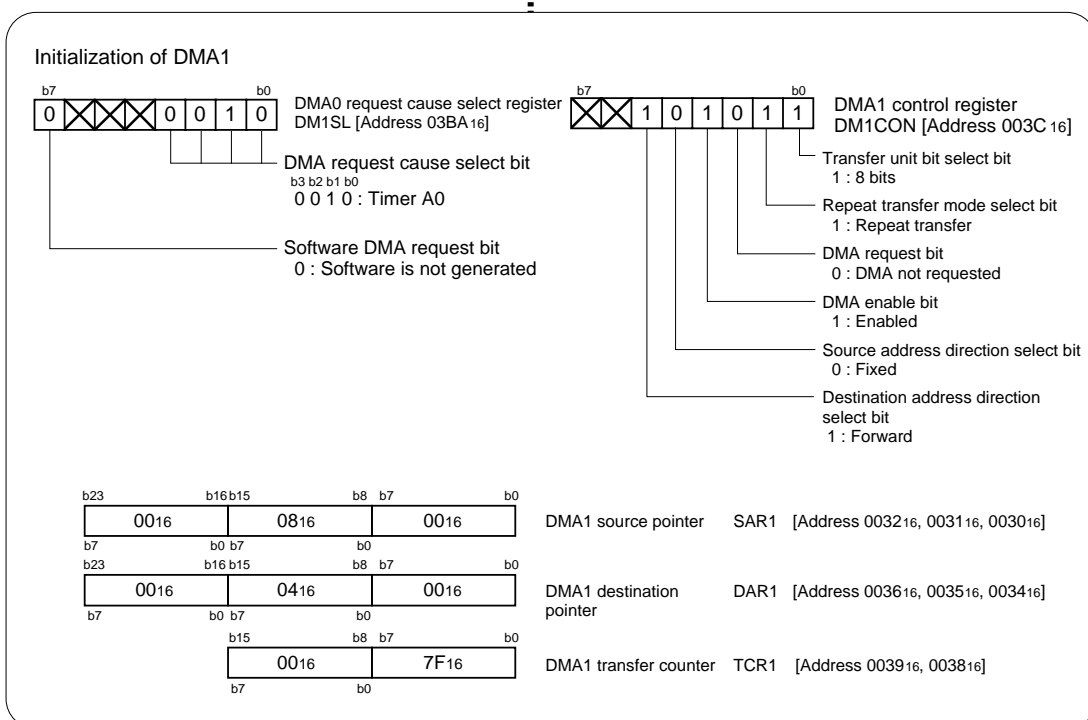 Initialization of DMA1
b7 b0
0 0 0 1 0
DMA0 request cause select register
DM1SL [Address 03BA16]
DMA request cause select bit
b3 b2 b1 b0
0 0 1 0 : Timer A0
Software DMA request bit
0 : Software is not generated
b7 b0
1 0 1 0 1 1
DMA1 control register
DM1CON [Address 003C 16]
Transfer unit bit select bit
1 : 8 bits
Repeat transfer mode select bit
1 : Repeat transfer
DMA request bit
0 : DMA not requested
DMA enable bit
1 : Enabled
Source address direction select bit
0 : Fixed
Destination address direction
select bit
1 : Forward
b23 b16 b15 b8 b7 b0
0016 0816 0016 DMA1 source pointer SAR1 [Address 003216, 003116, 003016]
b7 b0 b7 b0
b23 b16 b15 b8 b7 b0
0016 0416 0016 DMA1 destination pointer DAR1 [Address 003616, 003516, 003416]
b7 b0 b7 b0
b15 b8 b7 b0
0016 7F16 DMA1 transfer counter TCR1 [Address 003916, 003816]
b7 b0